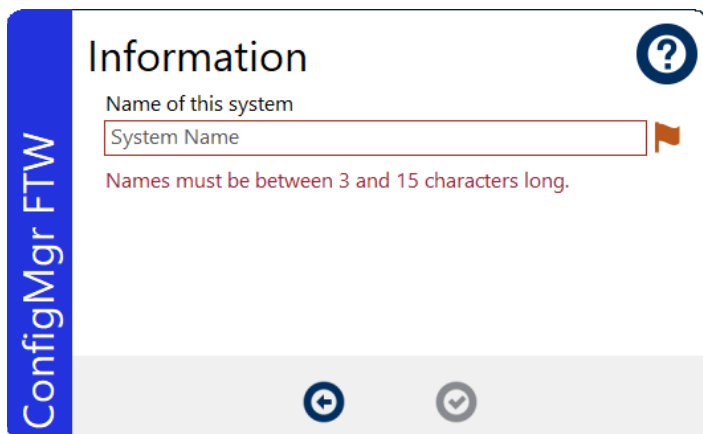 ConfigMgr FTW
Information
?
Name of this system
System Name
Names must be between 3 and 15 characters long.